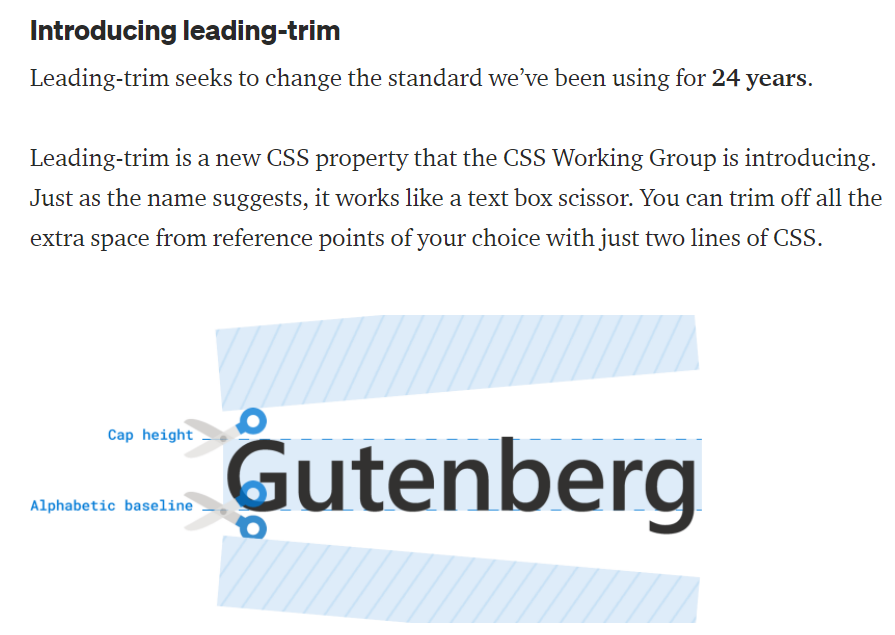 Introducing leading-trim
Leading-trim seeks to change the standard we’ve been using for 24 years.
Leading-trim is a new CSS property that the CSS Working Group is introducing.
Just as the name suggests, it works like a text box scissor. You can trim off all the
extra space from reference points of your choice with just two lines of CSS.
Cap height
Gutenberg
Alphabetic baseline